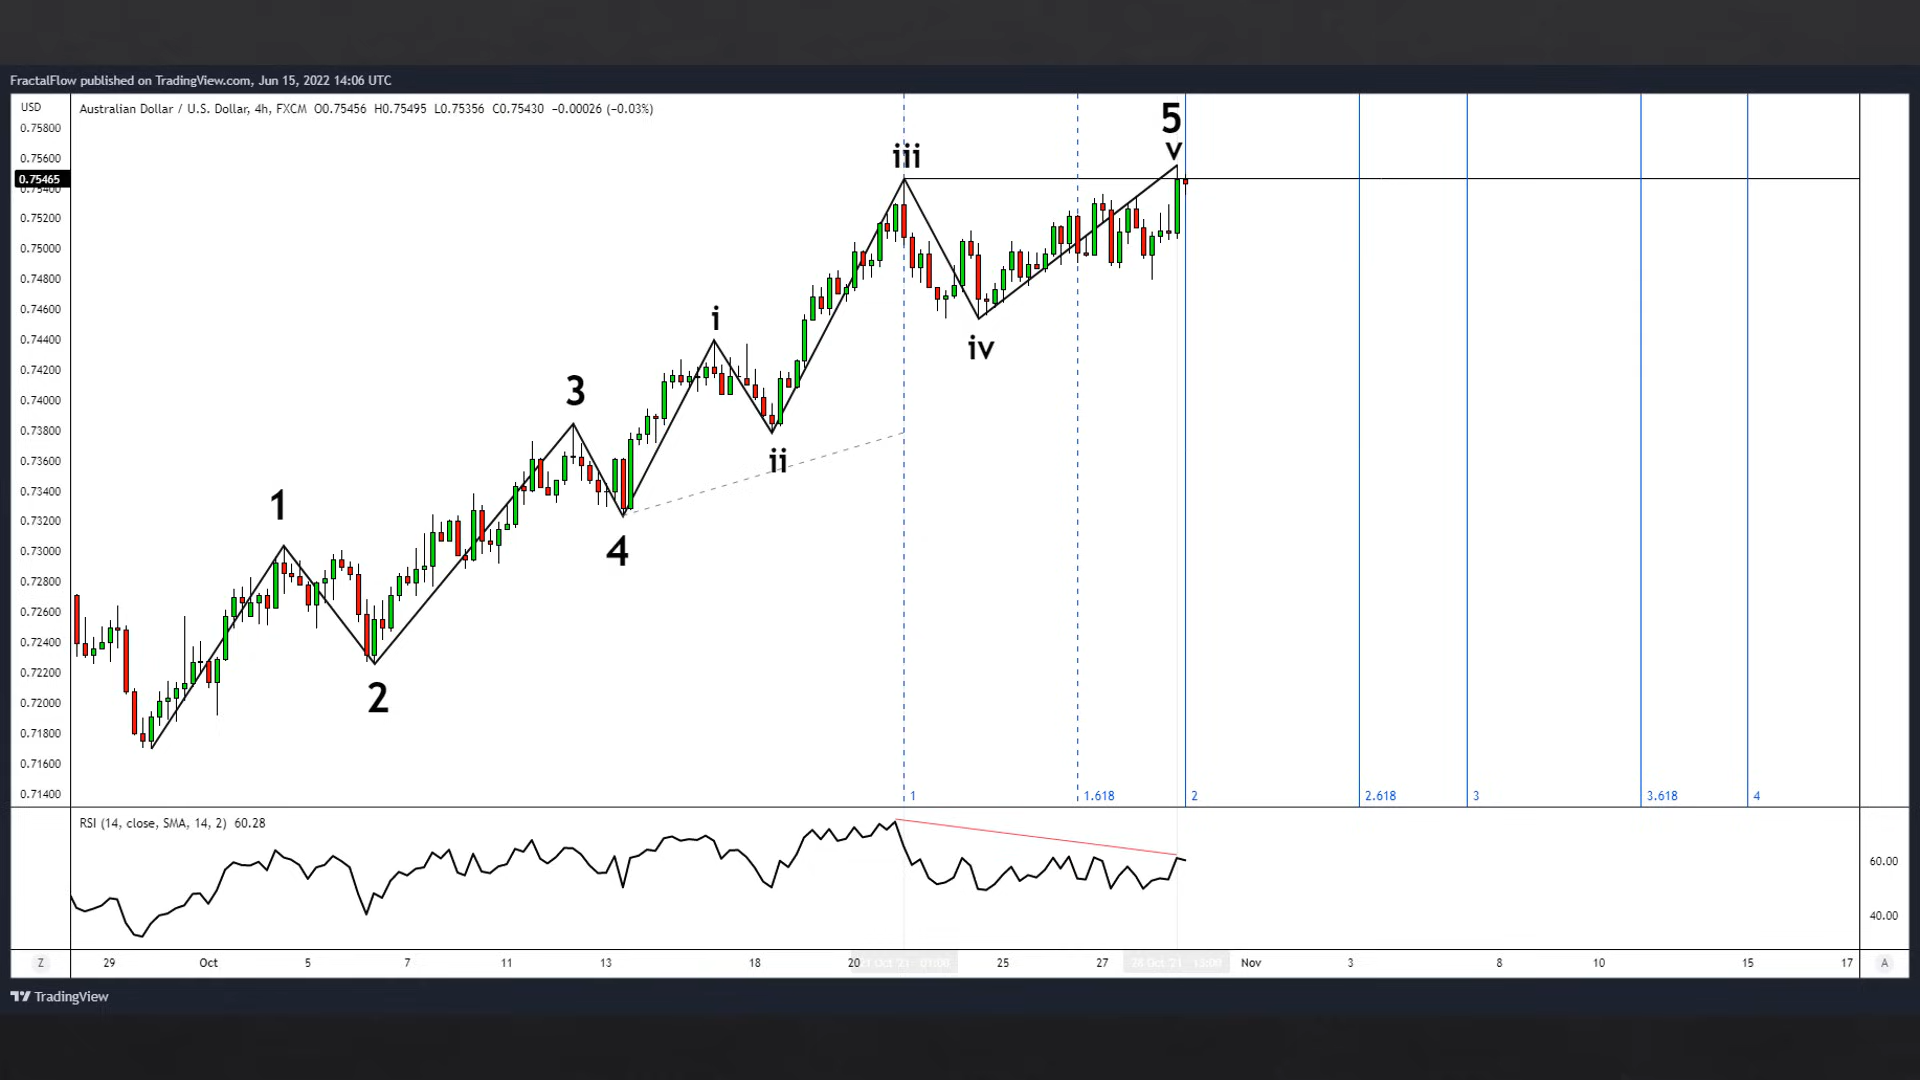 FractalFlow published on TradingView.com, Jun 15, 2022 14:06 UTC
USD
Australian Dollar / U.S. Dollar, 4h, FXCM O0.75456 H0.75495 L0.75356 C0.75430 −0.00026 (−0.03%)
0.75800
0.75600
0.75465
0.75400
0.75200
0.75000
0.74800
0.74600
0.74400
0.74200
0.74000
0.73800
0.73600
0.73400
0.73200
0.73000
0.72800
0.72600
0.72400
0.72200
0.72000
0.71800
0.71600
0.71400
1
2
3
4
i
ii
iii
iv
5
v
1 1.618 2 2.618 3 3.618 4
RSI (14, close, SMA, 14, 2) 60.28
60.00
40.00
Z 29 Oct 5 7 11 13 18 20 25 27 Nov 3 8 10 15 17 A
TradingView